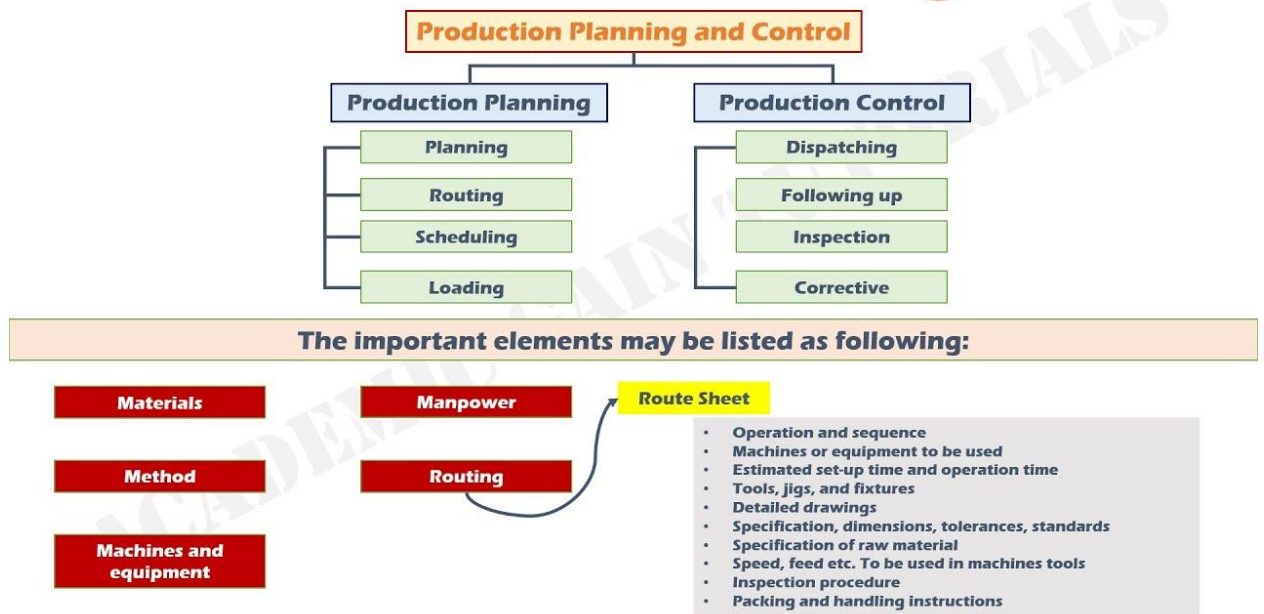 Production Planning and Control
Production Planning
Production Control
Planning
Routing
Scheduling
Loading
Dispatching
Following up
Inspection
Corrective
The important elements may be listed as following:
Materials
Manpower
Route Sheet
Method
Routing
Machines and
equipment
• Operation and sequence
• Machines or equipment to be used
• Estimated set-up time and operation time
• Tools, jigs, and fixtures
• Detailed drawings
• Specification, dimensions, tolerances, standards
• Specification of raw material
• Speed, feed etc. To be used in machines tools
• Inspection procedure
• Packing and handling instructions
ACADEMIC GAIN TUTORIALS